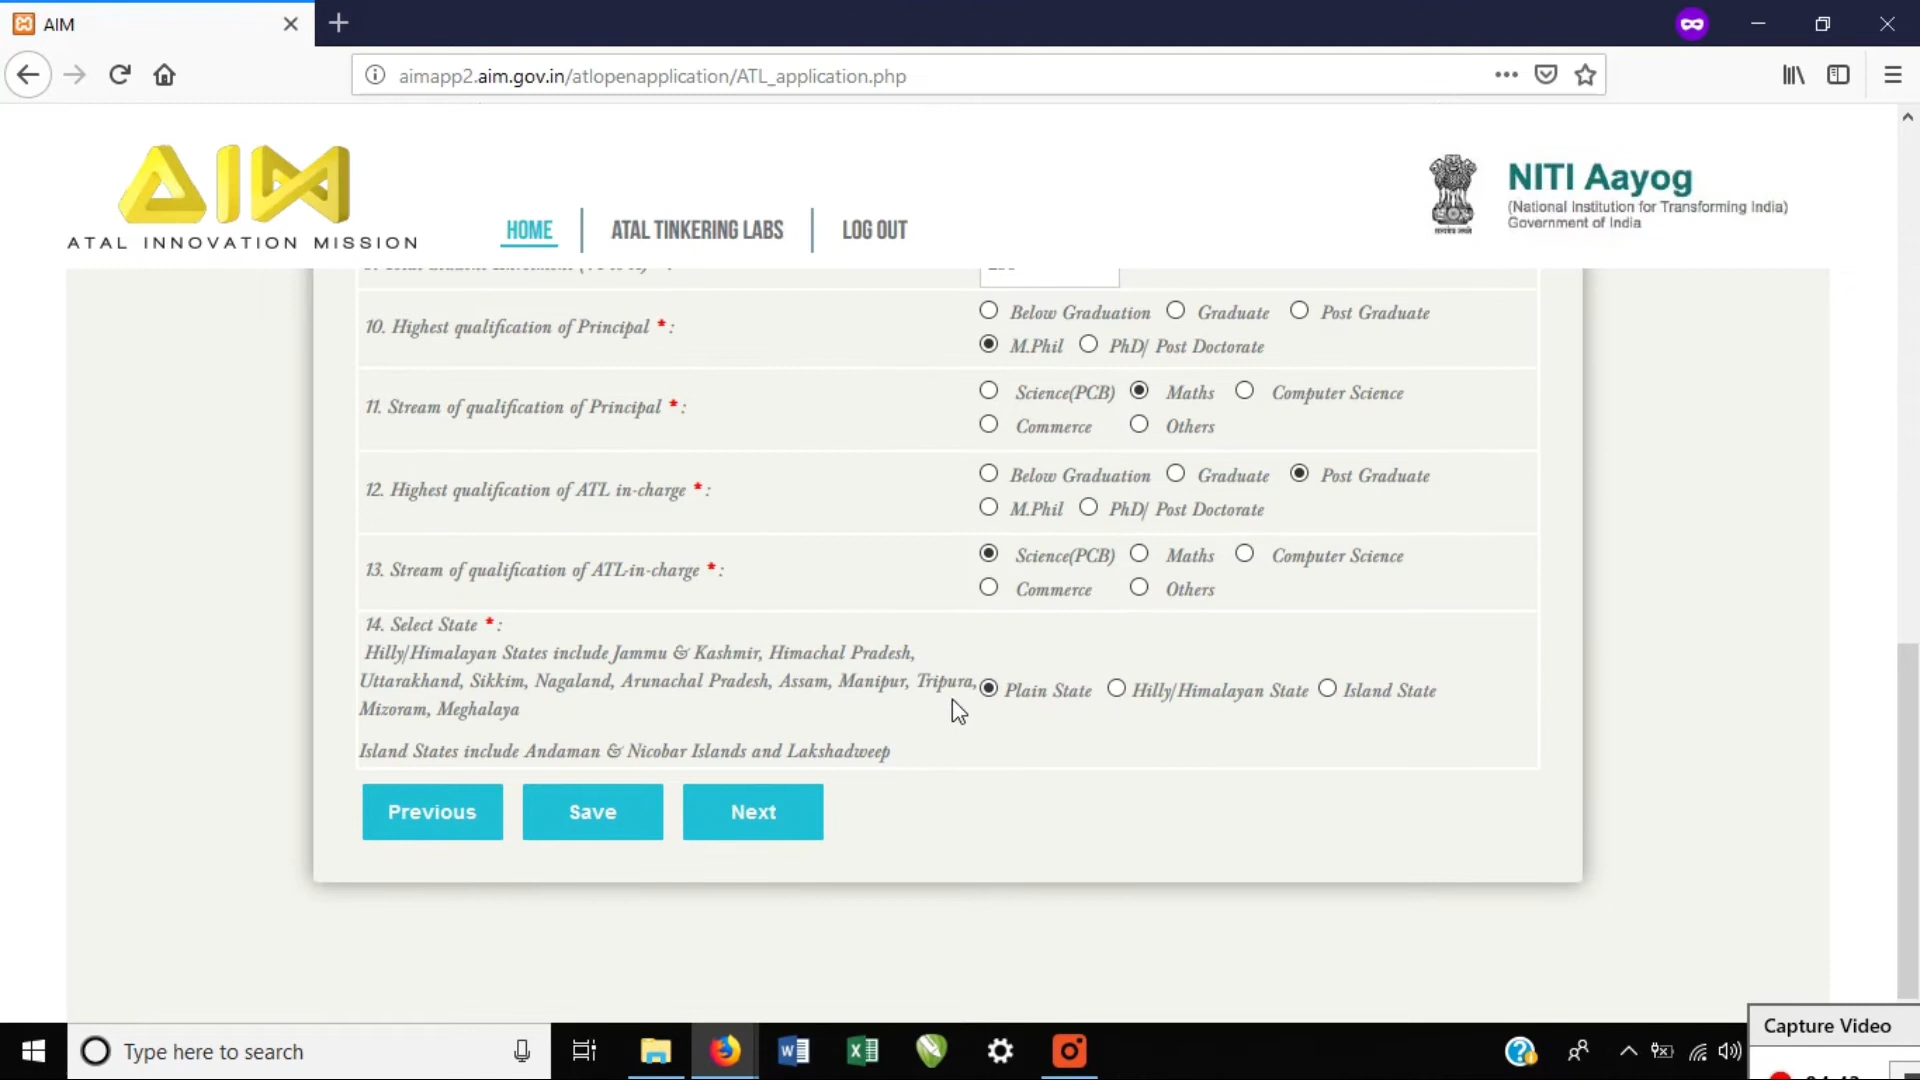 AIM
aimapp2.aim.gov.in/atlopenapplication/ATL_application.php
ATAL INNOVATION MISSION
HOME
ATAL TINKERING LABS
LOG OUT
NITI Aayog
(National Institution for Transforming India)
Government of India
10. Highest qualification of Principal * :
Below Graduation Graduate Post Graduate
M.Phil PhD/ Post Doctorate
11. Stream of qualification of Principal * :
Science(PCB) Maths Computer Science
Commerce Others
12. Highest qualification of ATL in-charge * :
Below Graduation Graduate Post Graduate
M.Phil PhD/ Post Doctorate
13. Stream of qualification of ATL-in-charge * :
Science(PCB) Maths Computer Science
Commerce Others
14. Select State * :
Hilly/Himalayan States include Jammu & Kashmir, Himachal Pradesh,
Uttarakhand, Sikkim, Nagaland, Arunachal Pradesh, Assam, Manipur, Tripura,
Mizoram, Meghalaya
Island States include Andaman & Nicobar Islands and Lakshadweep
Plain State Hilly/Himalayan State Island State
Previous
Save
Next
Type here to search
Capture Video